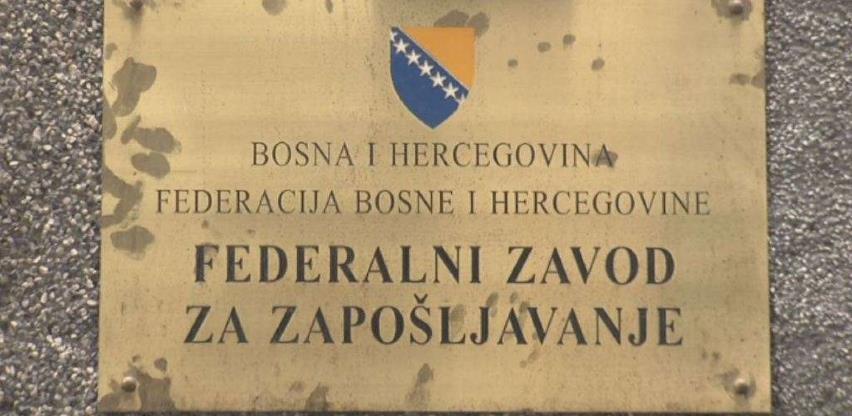 BOSNA I HERCEGOVINA
FEDERACIJA BOSNE I HERCEGOVINE
FEDERALNI ZAVOD
ZA ZAPOŠLJAVANJE